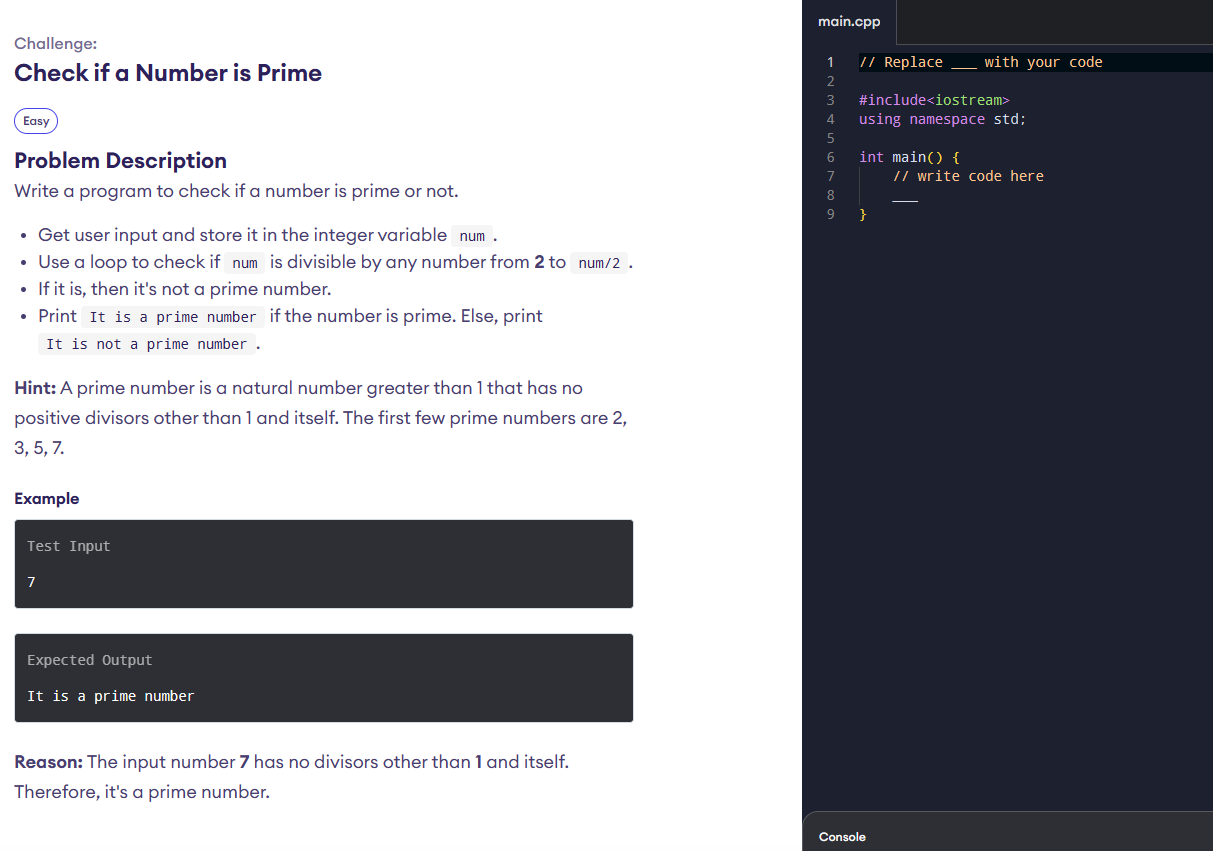 Challenge:
Check if a Number is Prime
Easy
Problem Description
Write a program to check if a number is prime or not.
• Get user input and store it in the integer variable num .
• Use a loop to check if num is divisible by any number from 2 to num/2 .
• If it is, then it's not a prime number.
• Print It is a prime number if the number is prime. Else, print
It is not a prime number .
Hint: A prime number is a natural number greater than 1 that has no
positive divisors other than 1 and itself. The first few prime numbers are 2,
3, 5, 7.
Example
Test Input
7
Expected Output
It is a prime number
Reason: The input number 7 has no divisors other than 1 and itself.
Therefore, it's a prime number.
main.cpp
1 // Replace ___ with your code
2
3 #include<iostream>
4 using namespace std;
5
6 int main() {
7 // write code here
8 ___
9 }
Console